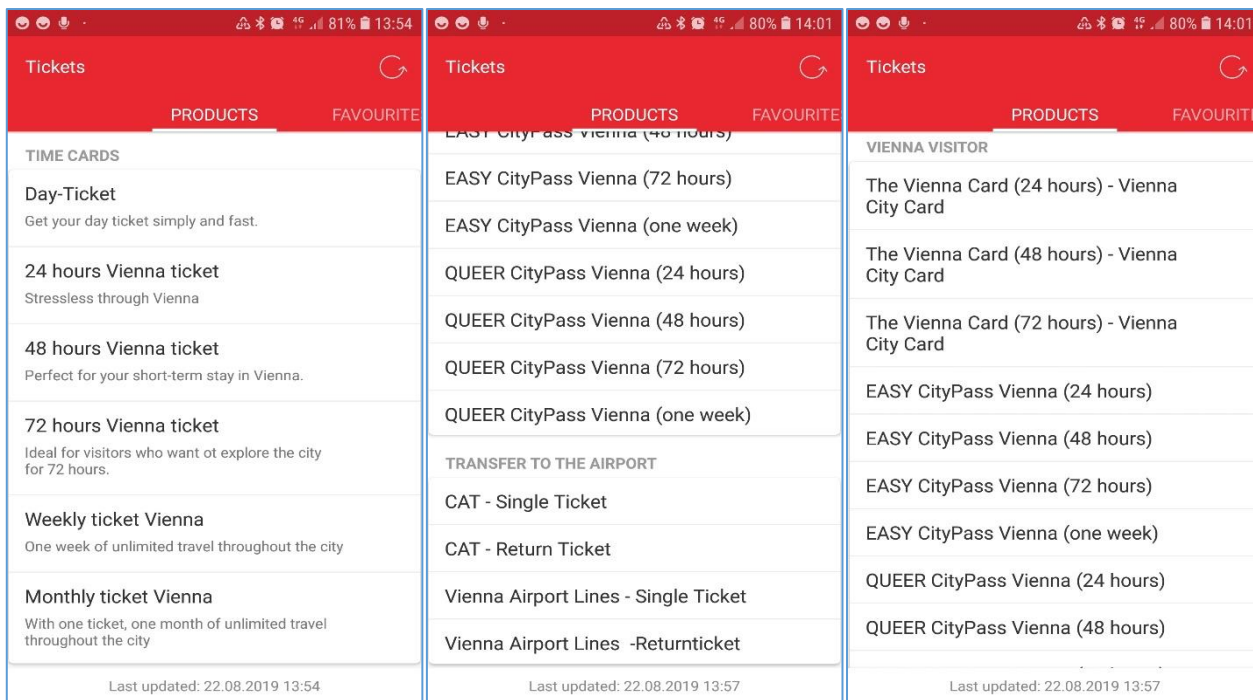 4G 81% 13:54
Tickets
PRODUCTS FAVOURITE
TIME CARDS
Day-Ticket
Get your day ticket simply and fast.
24 hours Vienna ticket
Stressless through Vienna
48 hours Vienna ticket
Perfect for your short-term stay in Vienna.
72 hours Vienna ticket
Ideal for visitors who want ot explore the city
for 72 hours.
Weekly ticket Vienna
One week of unlimited travel throughout the city
Monthly ticket Vienna
With one ticket, one month of unlimited travel
throughout the city
Last updated: 22.08.2019 13:54
4G 80% 14:01
Tickets
PRODUCTS FAVOURITE
EASY CityPass Vienna (48 hours)
EASY CityPass Vienna (72 hours)
EASY CityPass Vienna (one week)
QUEER CityPass Vienna (24 hours)
QUEER CityPass Vienna (48 hours)
QUEER CityPass Vienna (72 hours)
QUEER CityPass Vienna (one week)
TRANSFER TO THE AIRPORT
CAT - Single Ticket
CAT - Return Ticket
Vienna Airport Lines - Single Ticket
Vienna Airport Lines -Returnticket
Last updated: 22.08.2019 13:57
4G 80% 14:01
Tickets
PRODUCTS FAVOURIT
VIENNA VISITOR
The Vienna Card (24 hours) - Vienna
City Card
The Vienna Card (48 hours) - Vienna
City Card
The Vienna Card (72 hours) - Vienna
City Card
EASY CityPass Vienna (24 hours)
EASY CityPass Vienna (48 hours)
EASY CityPass Vienna (72 hours)
EASY CityPass Vienna (one week)
QUEER CityPass Vienna (24 hours)
QUEER CityPass Vienna (48 hours)
Last updated: 22.08.2019 13:57